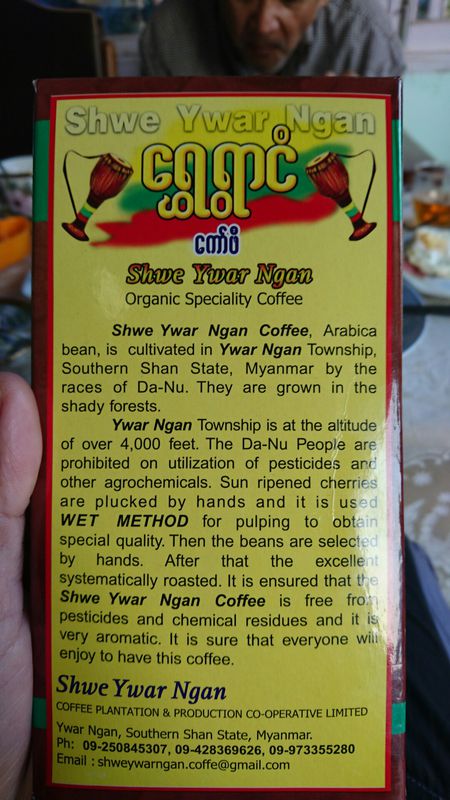 Shwe Ywar Ngan
ရွှေရွာငံ
ကော်ဖီ
Shwe Ywar Ngan
Organic Speciality Coffee
Shwe Ywar Ngan Coffee, Arabica
bean, is cultivated in Ywar Ngan Township,
Southern Shan State, Myanmar by the
races of Da-Nu. They are grown in the
shady forests.
Ywar Ngan Township is at the altitude
of over 4,000 feet. The Da-Nu People are
prohibited on utilization of pesticides and
other agrochemicals. Sun ripened cherries
are plucked by hands and it is used
WET METHOD for pulping to obtain
special quality. Then the beans are selected
by hands. After that the excellent
systematically roasted. It is ensured that the
Shwe Ywar Ngan Coffee is free from
pesticides and chemical residues and it is
very aromatic. It is sure that everyone will
enjoy to have this coffee.
Shwe Ywar Ngan
COFFEE PLANTATION & PRODUCTION CO-OPERATIVE LIMITED
Ywar Ngan, Southern Shan State, Myanmar.
Ph: 09-250845307, 09-428369626, 09-973355280
Email : shweywarngan.coffe@gmail.com